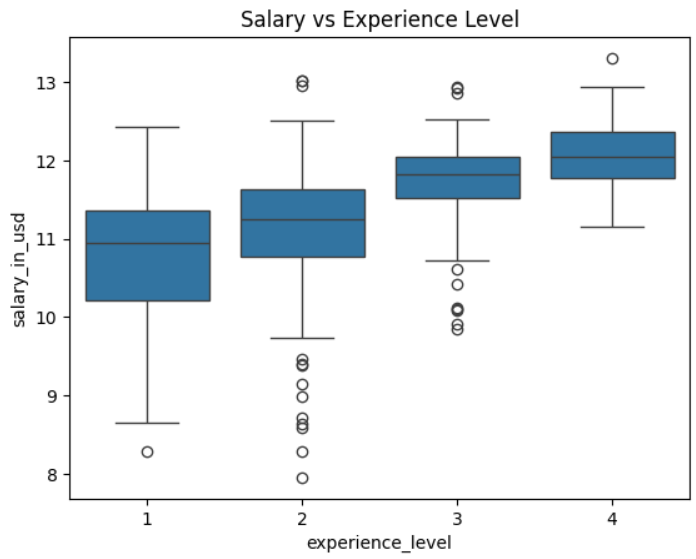 Salary vs Experience Level
salary_in_usd
13
12
11
10
9
8
1 2 3 4
experience_level